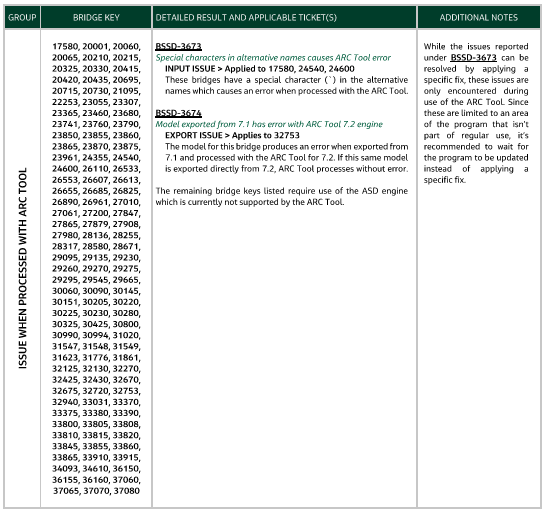 GROUP
BRIDGE KEY
DETAILED RESULT AND APPLICABLE TICKET(S)
ADDITIONAL NOTES
ISSUE WHEN PROCESSED WITH ARC TOOL
17580, 20001, 20060,
20065, 20210, 20215,
20325, 20330, 20415,
20420, 20435, 20695,
20715, 20730, 21095,
22253, 23055, 23307,
23365, 23460, 23680,
23741, 23760, 23790,
23850, 23855, 23860,
23865, 23870, 23875,
23961, 24355, 24540,
24600, 26110, 26533,
26553, 26607, 26613,
26655, 26685, 26825,
26890, 26961, 27010,
27061, 27200, 27847,
27865, 27879, 27908,
27980, 28136, 28255,
28317, 28580, 28671,
29095, 29135, 29230,
29260, 29270, 29275,
29295, 29545, 29665,
30060, 30090, 30145,
30151, 30205, 30220,
30225, 30230, 30280,
30325, 30425, 30800,
30990, 30994, 31020,
31547, 31548, 31549,
31623, 31776, 31861,
32125, 32130, 32270,
32425, 32430, 32670,
32675, 32720, 32753,
32940, 33031, 33370,
33375, 33380, 33390,
33800, 33805, 33808,
33810, 33815, 33820,
33845, 33855, 33860,
33865, 33910, 33915,
34093, 34610, 36150,
36155, 36160, 37060,
37065, 37070, 37080
BSSD-3673
Special characters in alternative names causes ARC Tool error
INPUT ISSUE > Applied to 17580, 24540, 24600
These bridges have a special character (`) in the alternative
names which causes an error when processed with the ARC Tool.
BSSD-3674
Model exported from 7.1 has error with ARC Tool 7.2 engine
EXPORT ISSUE > Applies to 32753
The model for this bridge produces an error when exported from
7.1 and processed with the ARC Tool for 7.2. If this same model
is exported directly from 7.2, ARC Tool processes without error.
The remaining bridge keys listed require use of the ASD engine
which is currently not supported by the ARC Tool.
While the issues reported
under BSSD-3673 can be
resolved by applying a
specific fix, these issues are
only encountered during
use of the ARC Tool. Since
these are limited to an area
of the program that isn't
part of regular use, it's
recommended to wait for
the program to be updated
instead of applying a
specific fix.